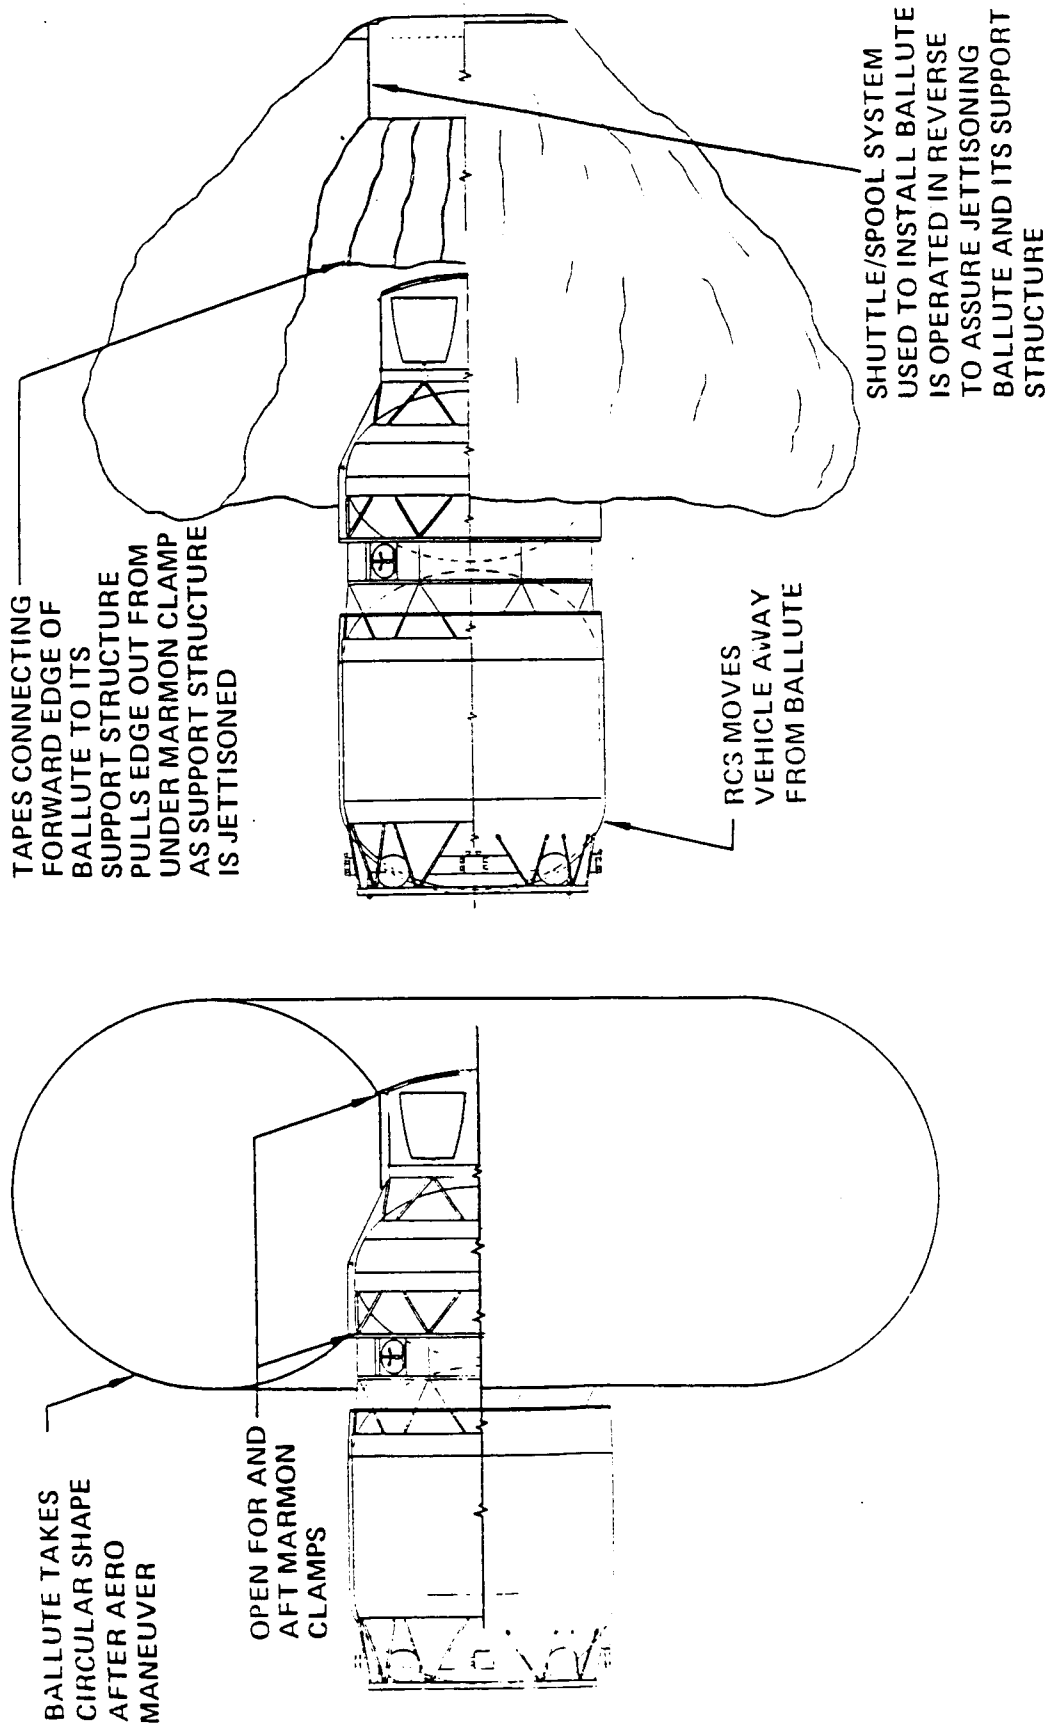 BALLUTE TAKES
CIRCULAR SHAPE
AFTER AERO
MANEUVER
OPEN FOR AND
AFT MARMON
CLAMPS
TAPES CONNECTING
FORWARD EDGE OF
BALLUTE TO ITS
SUPPORT STRUCTURE
PULLS EDGE OUT FROM
UNDER MARMON CLAMP
AS SUPPORT STRUCTURE
IS JETTISONED
RCS MOVES
VEHICLE AWAY
FROM BALLUTE
SHUTTLE/SPOOL SYSTEM
USED TO INSTALL BALLUTE
IS OPERATED IN REVERSE
TO ASSURE JETTISONING
BALLUTE AND ITS SUPPORT
STRUCTURE